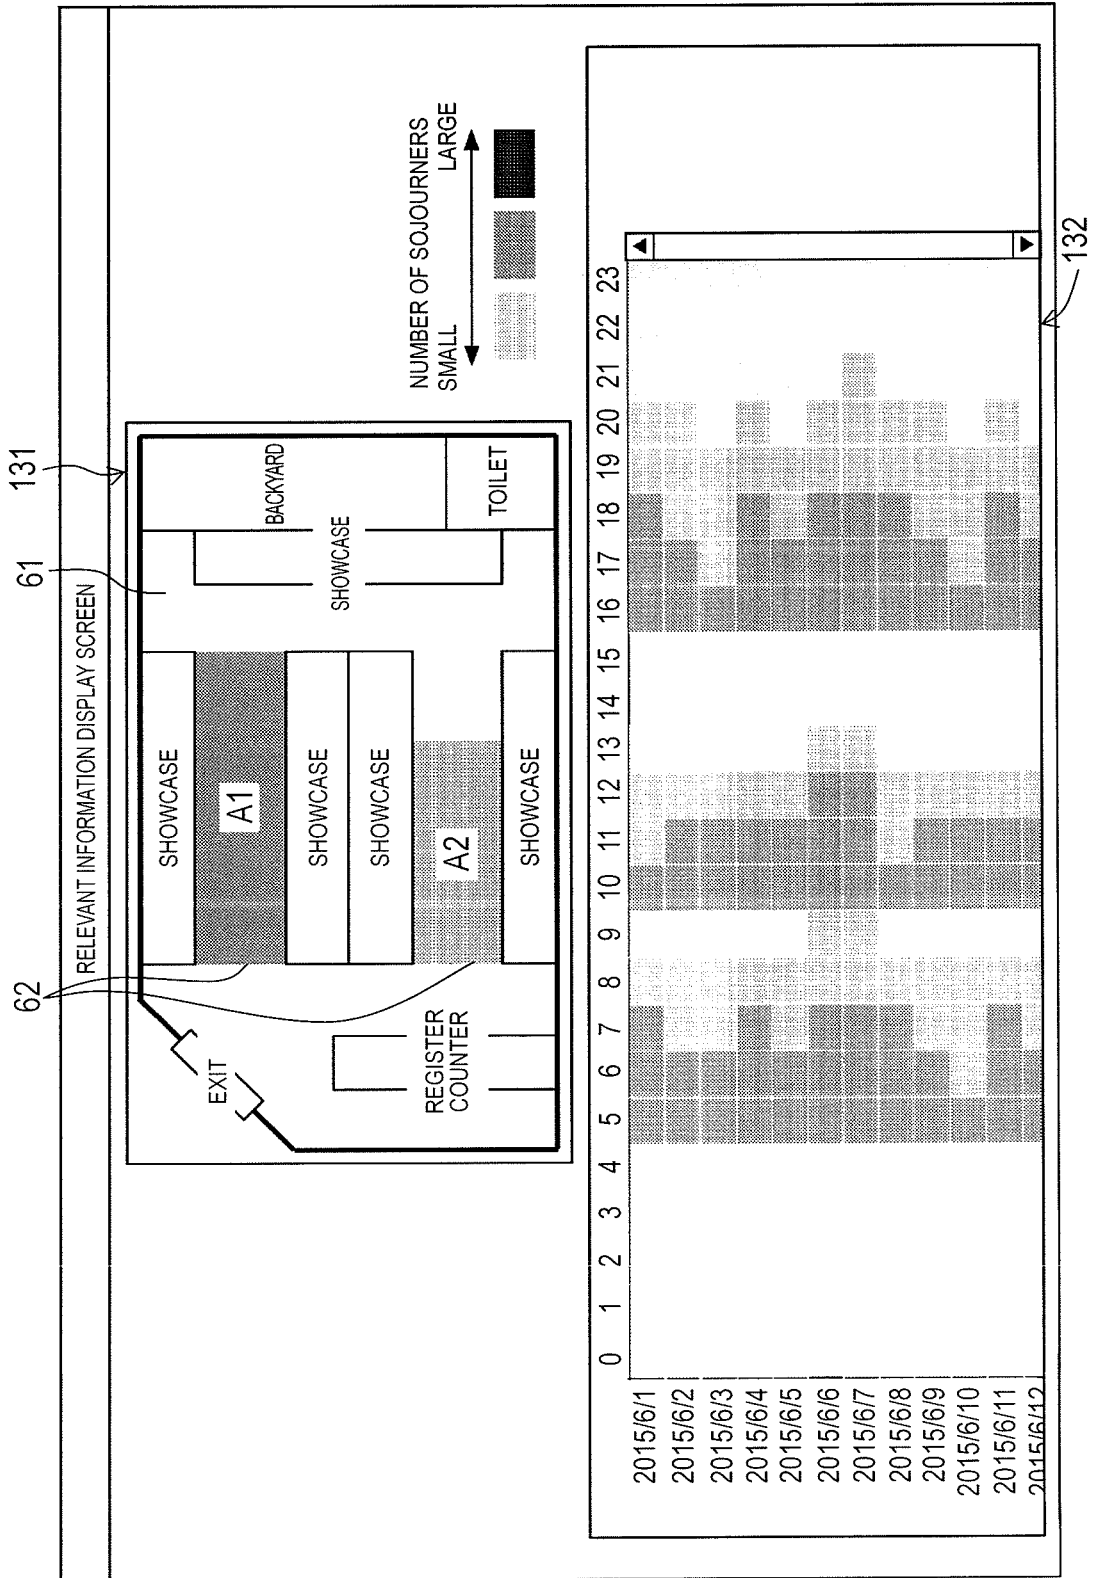 RELEVANT INFORMATION DISPLAY SCREEN
62
61
131
EXIT
REGISTER
COUNTER
SHOWCASE
A1
SHOWCASE
SHOWCASE
A2
SHOWCASE
SHOWCASE
BACKYARD
TOILET
NUMBER OF SOJOURNERS
SMALL LARGE
0 1 2 3 4 5 6 7 8 9 10 11 12 13 14 15 16 17 18 19 20 21 22 23
2015/6/1
2015/6/2
2015/6/3
2015/6/4
2015/6/5
2015/6/6
2015/6/7
2015/6/8
2015/6/9
2015/6/10
2015/6/11
2015/6/12
132